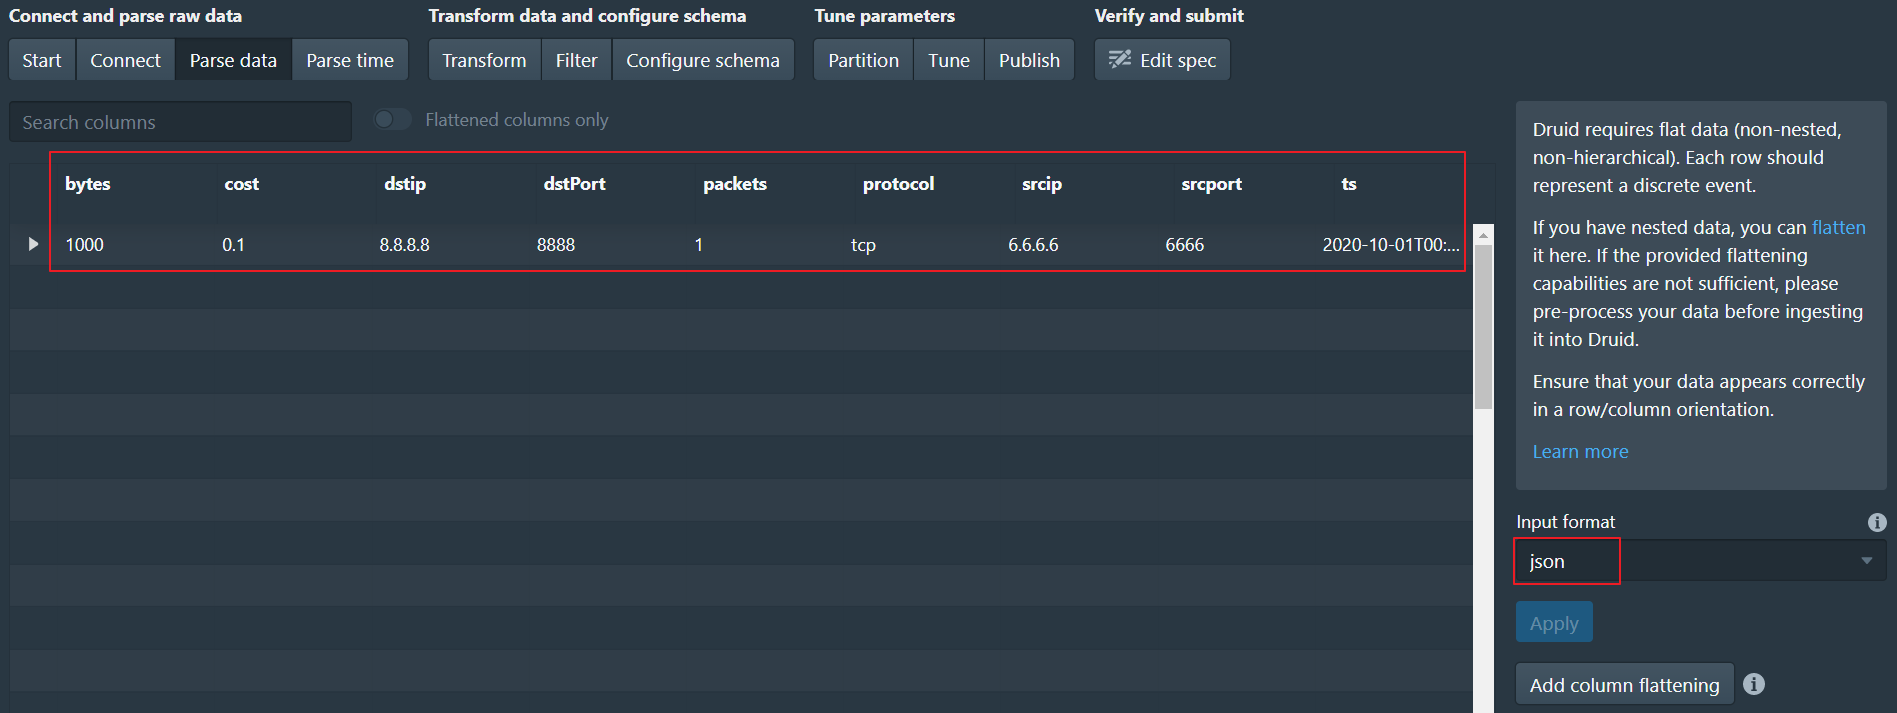 Connect and parse raw data Transform data and configure schema Tune parameters Verify and submit
Start Connect Parse data Parse time Transform Filter Configure schema Partition Tune Publish Edit spec
Search columns Flattened columns only
bytes cost dstip dstPort packets protocol srcip srcport ts
1000 0.1 8.8.8.8 8888 1 tcp 6.6.6.6 6666 2020-10-01T00:...
Druid requires flat data (non-nested,
non-hierarchical). Each row should
represent a discrete event.
If you have nested data, you can flatten
it here. If the provided flattening
capabilities are not sufficient, please
pre-process your data before ingesting
it into Druid.
Ensure that your data appears correctly
in a row/column orientation.
Learn more
Input format
json
Apply
Add column flattening